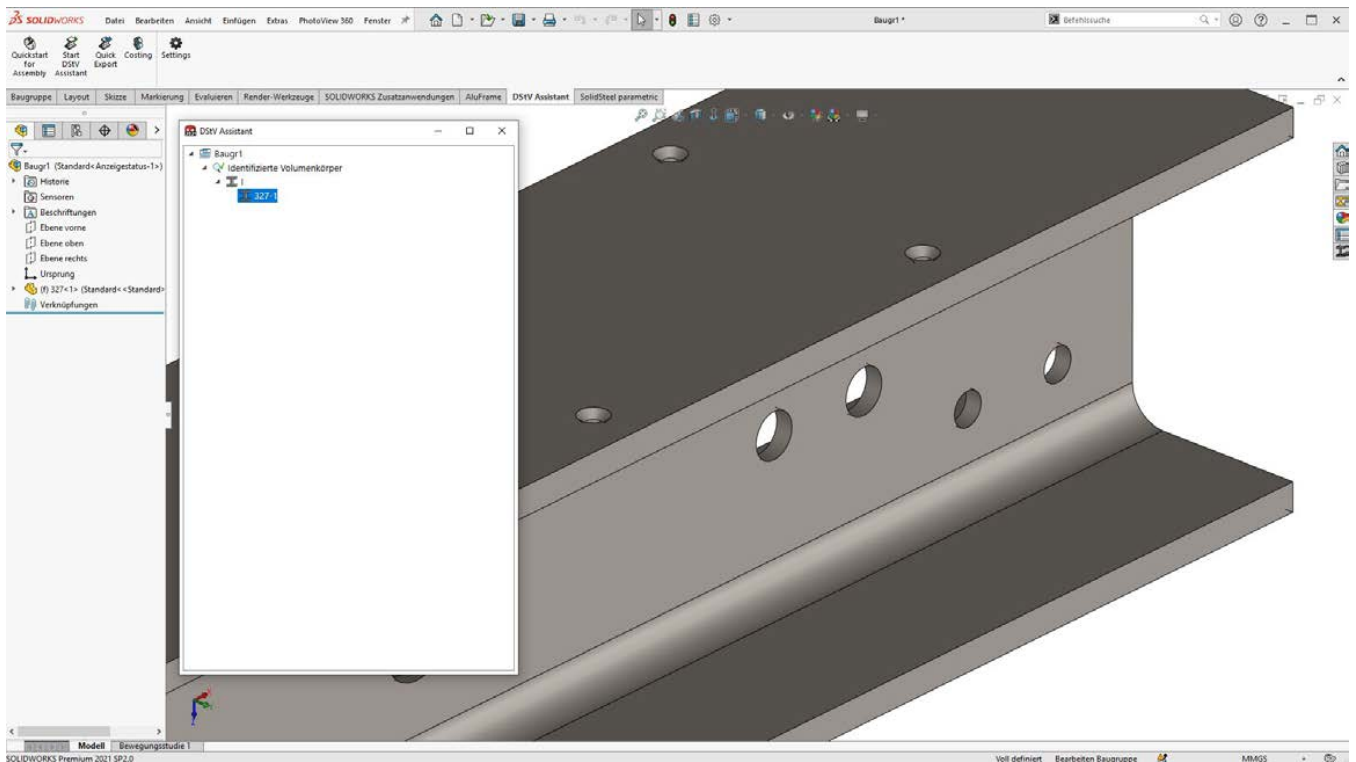 SOLIDWORKS Datei Bearbeiten Ansicht Einfügen Extras PhotoView 360 Fenster Baugr1 * Befehlssuche
Quickstart for Assembly
Start DStV Assistant
Quick Export
Costing
Settings
Baugruppe Layout Skizze Markierung Evaluieren Render-Werkzeuge SOLIDWORKS Zusatzanwendungen AluFrame DStV Assistant SolidSteel parametric
Baugr1 (Standard<Anzeigestatus-1>)
Historie
Sensoren
Beschriftungen
Ebene vorne
Ebene oben
Ebene rechts
Ursprung
(f) 327<1> (Standard<<Standard>
Verknüpfungen
DStV Assistant
Baugr1
Identifizierte Volumenkörper
I
327-1
Modell Bewegungsstudie 1
SOLIDWORKS Premium 2021 SP2.0 Voll definiert Bearbeiten Baugruppe MMGS